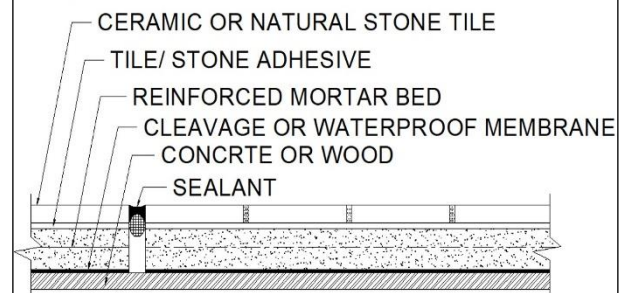 CERAMIC OR NATURAL STONE TILE
TILE/ STONE ADHESIVE
REINFORCED MORTAR BED
CLEAVAGE OR WATERPROOF MEMBRANE
CONCRTE OR WOOD
SEALANT